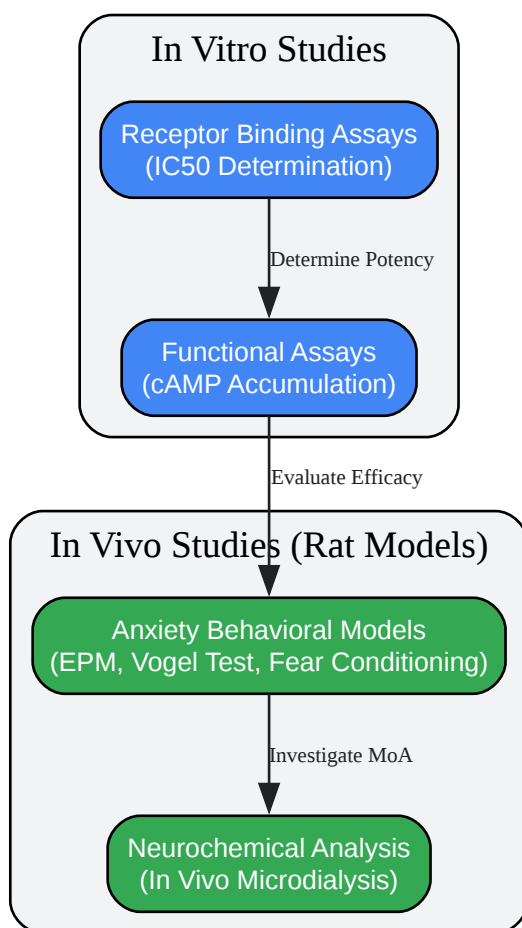 In Vitro Studies
Receptor Binding Assays
(IC50 Determination)
Determine Potency
Functional Assays
(cAMP Accumulation)
Evaluate Efficacy
In Vivo Studies (Rat Models)
Anxiety Behavioral Models
(EPM, Vogel Test, Fear Conditioning)
Investigate MoA
Neurochemical Analysis
(In Vivo Microdialysis)